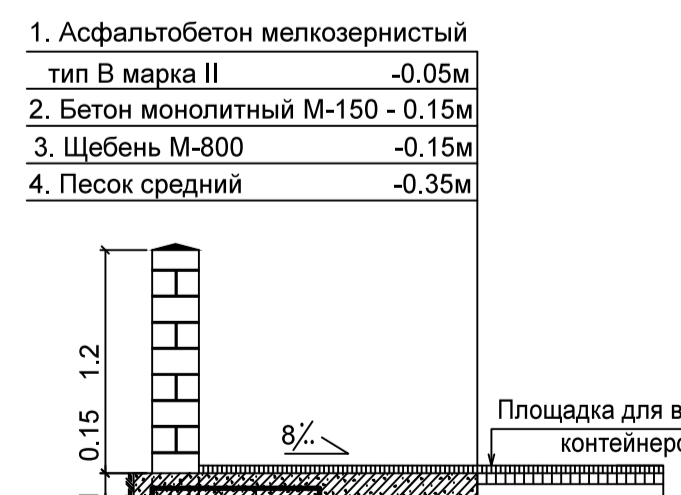 1. Асфальтобетон мелкозернистый
тип В марка II -0.05м
2. Бетон монолитный М-150 - 0.15м
3. Щебень М-800 -0.15м
4. Песок средний -0.35м
1.2
0.15
8‰
Площадка для